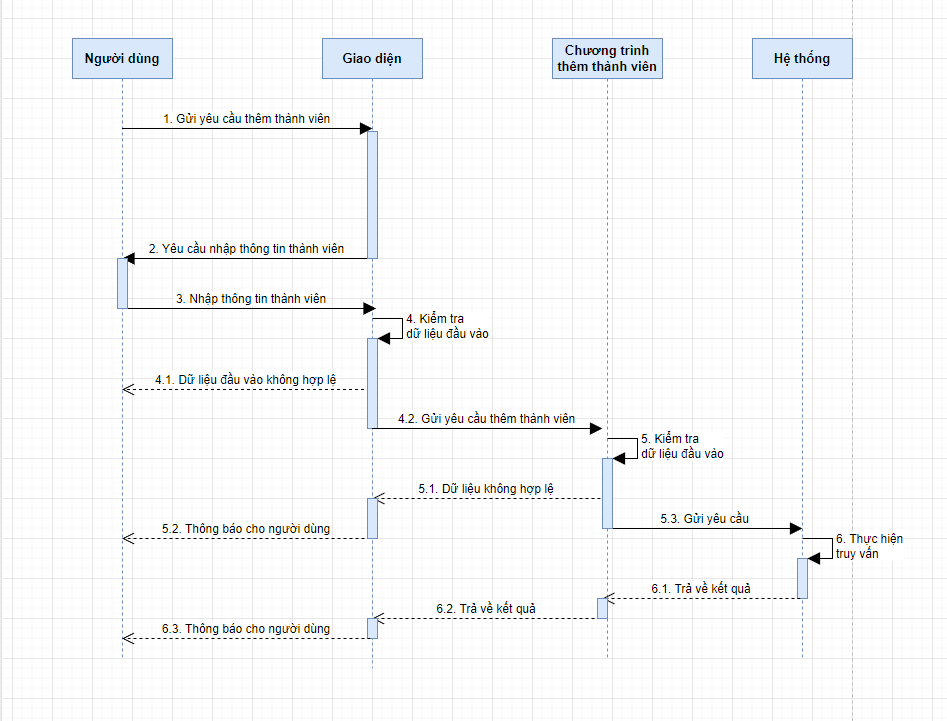 Người dùng
Giao diện
Chương trình
thêm thành viên
Hệ thống
1. Gửi yêu cầu thêm thành viên
2. Yêu cầu nhập thông tin thành viên
3. Nhập thông tin thành viên
4. Kiểm tra
dữ liệu đầu vào
4.1. Dữ liệu đầu vào không hợp lệ
4.2. Gửi yêu cầu thêm thành viên
5. Kiểm tra
dữ liệu đầu vào
5.1. Dữ liệu không hợp lệ
5.2. Thông báo cho người dùng
5.3. Gửi yêu cầu
6. Thực hiện
truy vấn
6.1. Trả về kết quả
6.2. Trả về kết quả
6.3. Thông báo cho người dùng